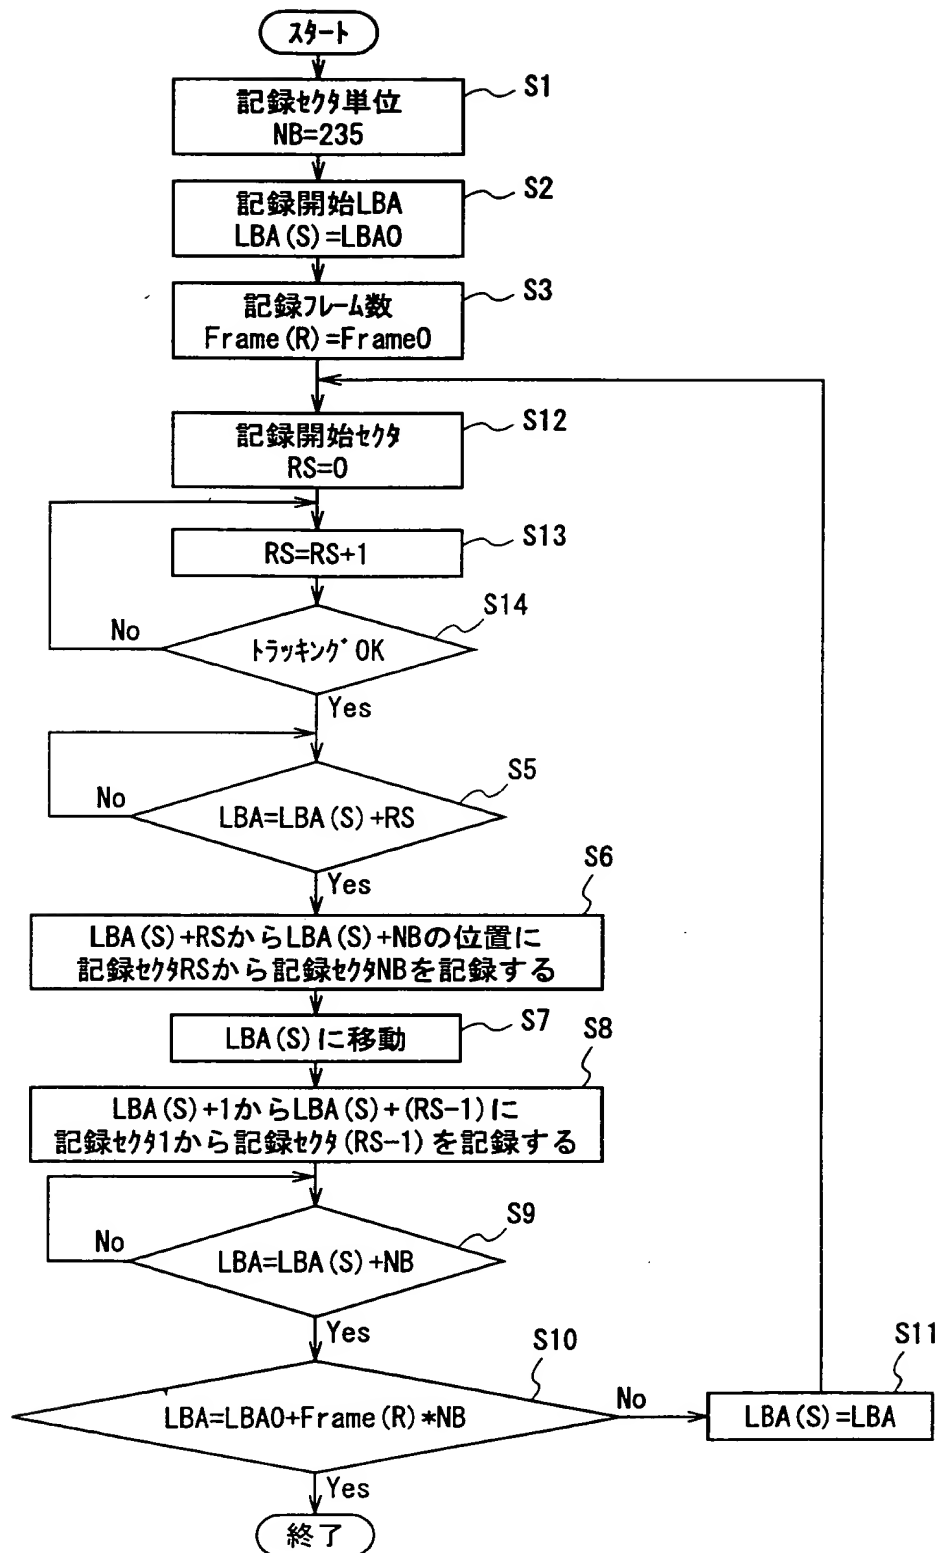 スタート
S1
記録セクタ単位
NB=235
S2
記録開始LBA
LBA(S)=LBA0
S3
記録フレーム数
Frame(R)=Frame0
S12
記録開始セクタ
RS=0
S13
RS=RS+1
S14
No
トラッキングOK
Yes
S5
No
LBA=LBA(S)+RS
Yes
S6
LBA(S)+RSからLBA(S)+NBの位置に
記録セクタRSから記録セクタNBを記録する
S7
LBA(S)に移動
S8
LBA(S)+1からLBA(S)+(RS-1)に
記録セクタ1から記録セクタ(RS-1)を記録する
S9
No
LBA=LBA(S)+NB
Yes
S10
LBA=LBA0+Frame(R)*NB
No
S11
LBA(S)=LBA
Yes
終了